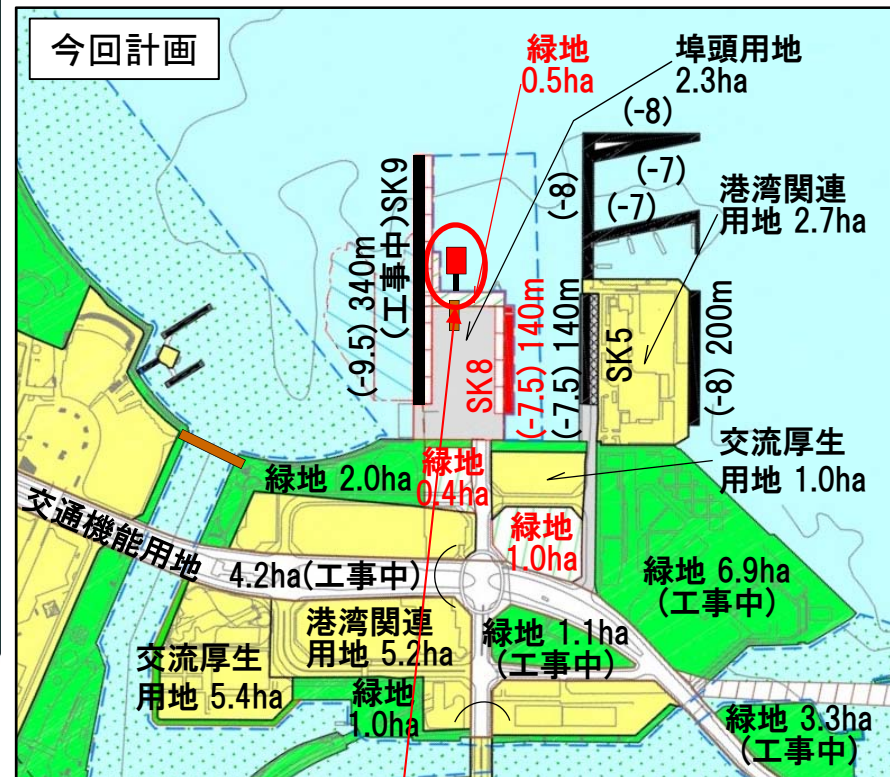 今回計画
緑地
0.5ha
埠頭用地
2.3ha
(-8)
(-7)
(-7)
(-8)
港湾関連
用地 2.7ha
(-9.5) 340m
(工事中)SK9
SK8
(-7.5) 140m
(-7.5) 140m
SK5
(-8) 200m
交流厚生
用地 1.0ha
緑地 2.0ha
緑地
0.4ha
緑地
1.0ha
交通機能用地
4.2ha(工事中)
緑地 6.9ha
(工事中)
港湾関連
用地 5.2ha
緑地 1.1ha
(工事中)
交流厚生
用地 5.4ha
緑地
1.0ha
緑地 3.3ha
(工事中)